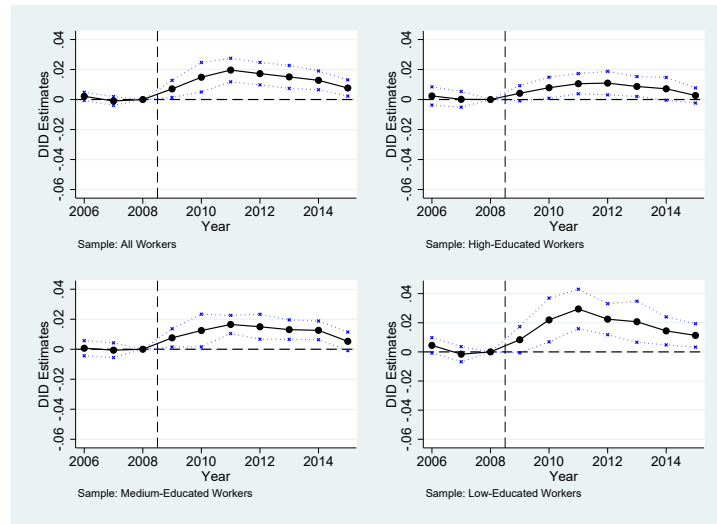 DID Estimates
.04
.02
0
-.02
-.04
-.06
2006 2008 2010 2012 2014
Year
Sample: All Workers
DID Estimates
.04
.02
0
-.02
-.04
-.06
2006 2008 2010 2012 2014
Year
Sample: High-Educated Workers
DID Estimates
.04
.02
0
-.02
-.04
-.06
2006 2008 2010 2012 2014
Year
Sample: Medium-Educated Workers
DID Estimates
.04
.02
0
-.02
-.04
-.06
2006 2008 2010 2012 2014
Year
Sample: Low-Educated Workers